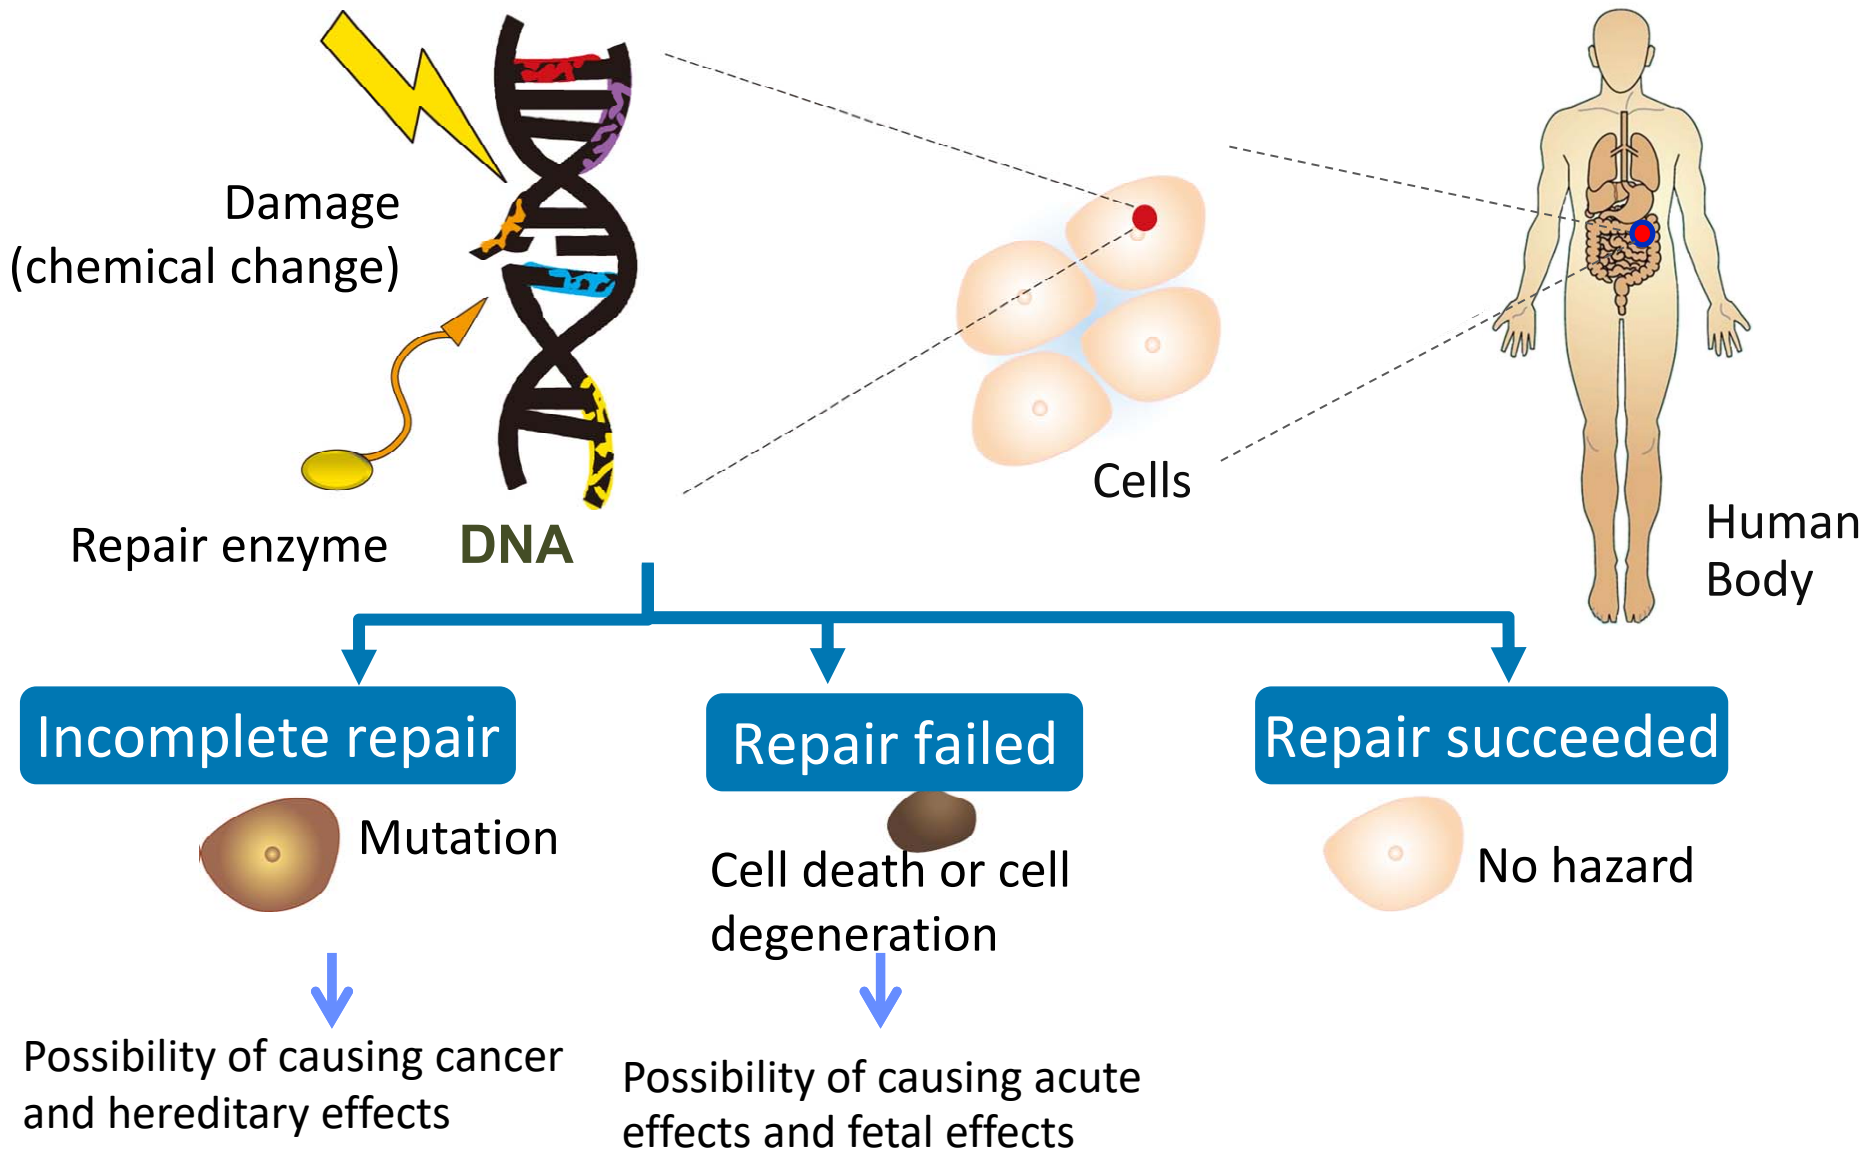 Damage
(chemical change)
Repair enzyme
DNA
Cells
Human
Body
Incomplete repair
Mutation
Possibility of causing cancer
and hereditary effects
Repair failed
Cell death or cell
degeneration
Possibility of causing acute
effects and fetal effects
Repair succeeded
No hazard